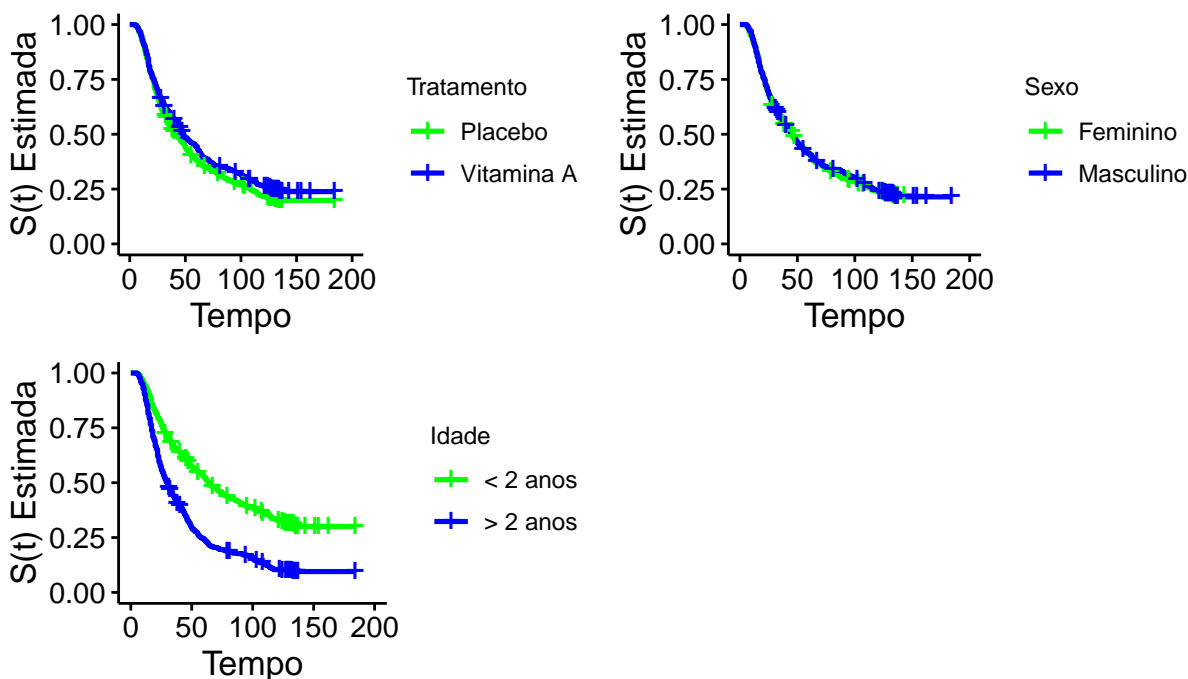 S(t) Estimada
1.00
0.75
0.50
0.25
0.00
0 50 100 150 200
Tempo
Tratamento
Placebo
Vitamina A
S(t) Estimada
1.00
0.75
0.50
0.25
0.00
0 50 100 150 200
Tempo
Sexo
Feminino
Masculino
S(t) Estimada
1.00
0.75
0.50
0.25
0.00
0 50 100 150 200
Tempo
Idade
< 2 anos
> 2 anos